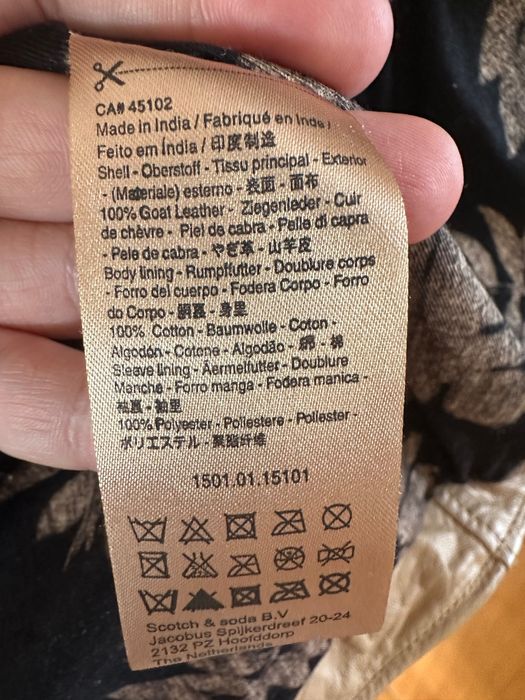 CA# 45102
Made in India / Fabriqué en Inde /
Feito em Índia / 印度制造
Shell - Oberstoff - Tissu principal - Exterior
- (Materiale) esterno - 表面 - 面布
100% Goat Leather - Ziegenleder - Cuir
de chèvre - Piel de cabra - Pelle di capra
- Pele de cabra - やぎ革 - 山羊皮
Body lining - Rumpffutter - Doublure corps
- Forro del cuerpo - Fodera Corpo - Forro
do Corpo - 胴裏 - 身里
100% Cotton - Baumwolle - Coton -
Algodón - Cotone - Algodão - 綿 - 棉
Sleeve lining - Aermelfutter - Doublure
Manche - Forro manga - Fodera manica -
袖裏 - 袖里
100% Polyester - Poliestere - Poliester -
ポリエステル - 聚酯纤维
1501.01.15101
Scotch & soda B.V
Jacobus Spijkerdreef 20-24
2132 PZ Hoofddorp
The Netherlands